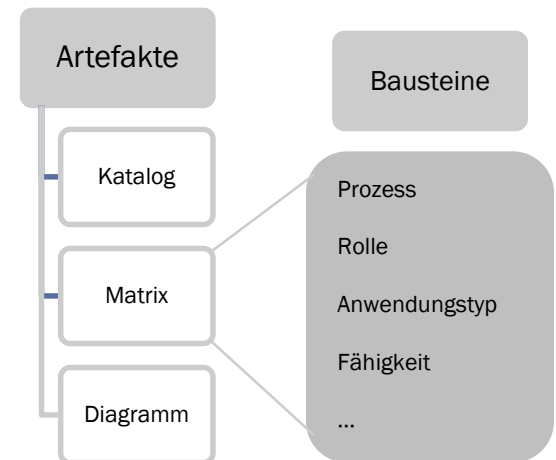 Artefakte
Katalog
Matrix
Diagramm
Bausteine
Prozess
Rolle
Anwendungstyp
Fähigkeit
...